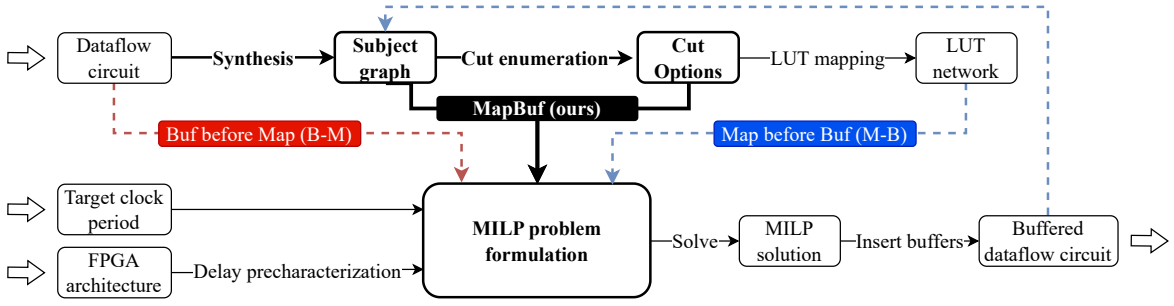 Dataflow
circuit
Synthesis
Subject
graph
Cut enumeration
Cut
Options
LUT mapping
LUT
network
MapBuf (ours)
Buf before Map (B-M)
Map before Buf (M-B)
Target clock
period
MILP problem
formulation
Solve
MILP
solution
Insert buffers
Buffered
dataflow circuit
FPGA
architecture
Delay precharacterization